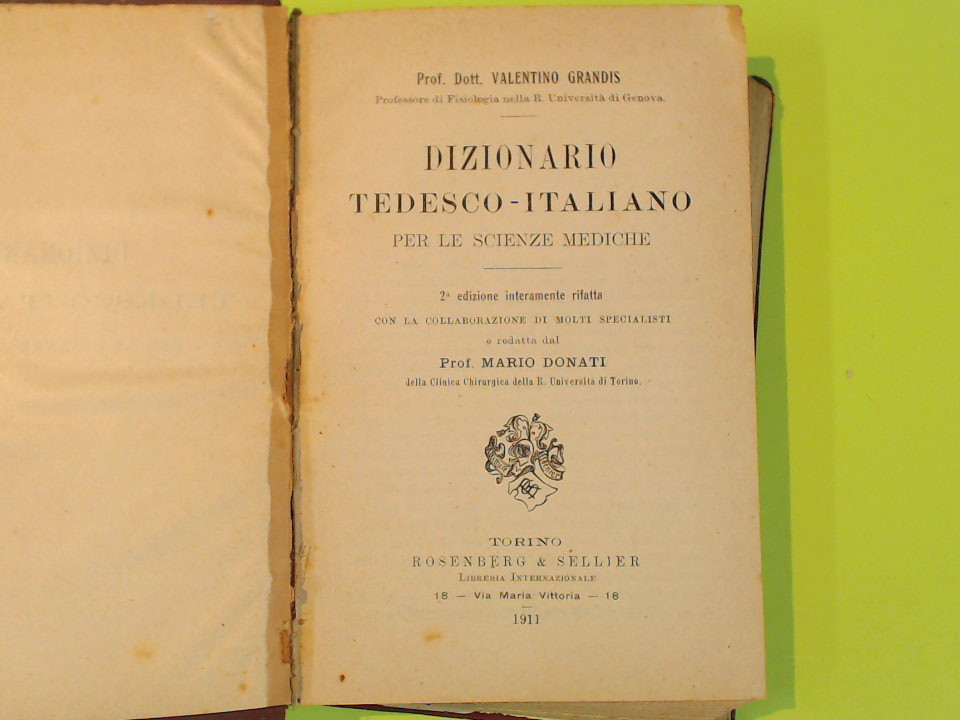 Prof. Dott. VALENTINO GRANDIS
Professore di Fisiologia nella R. Università di Genova.
DIZIONARIO
TEDESCO-ITALIANO
PER LE SCIENZE MEDICHE
2ª edizione interamente rifatta
CON LA COLLABORAZIONE DI MOLTI SPECIALISTI
e redatta dal
Prof. MARIO DONATI
della Clinica Chirurgica della R. Università di Torino.
TORINO
ROSENBERG & SELLIER
LIBRERIA INTERNAZIONALE
18 — Via Maria Vittoria — 18
1911